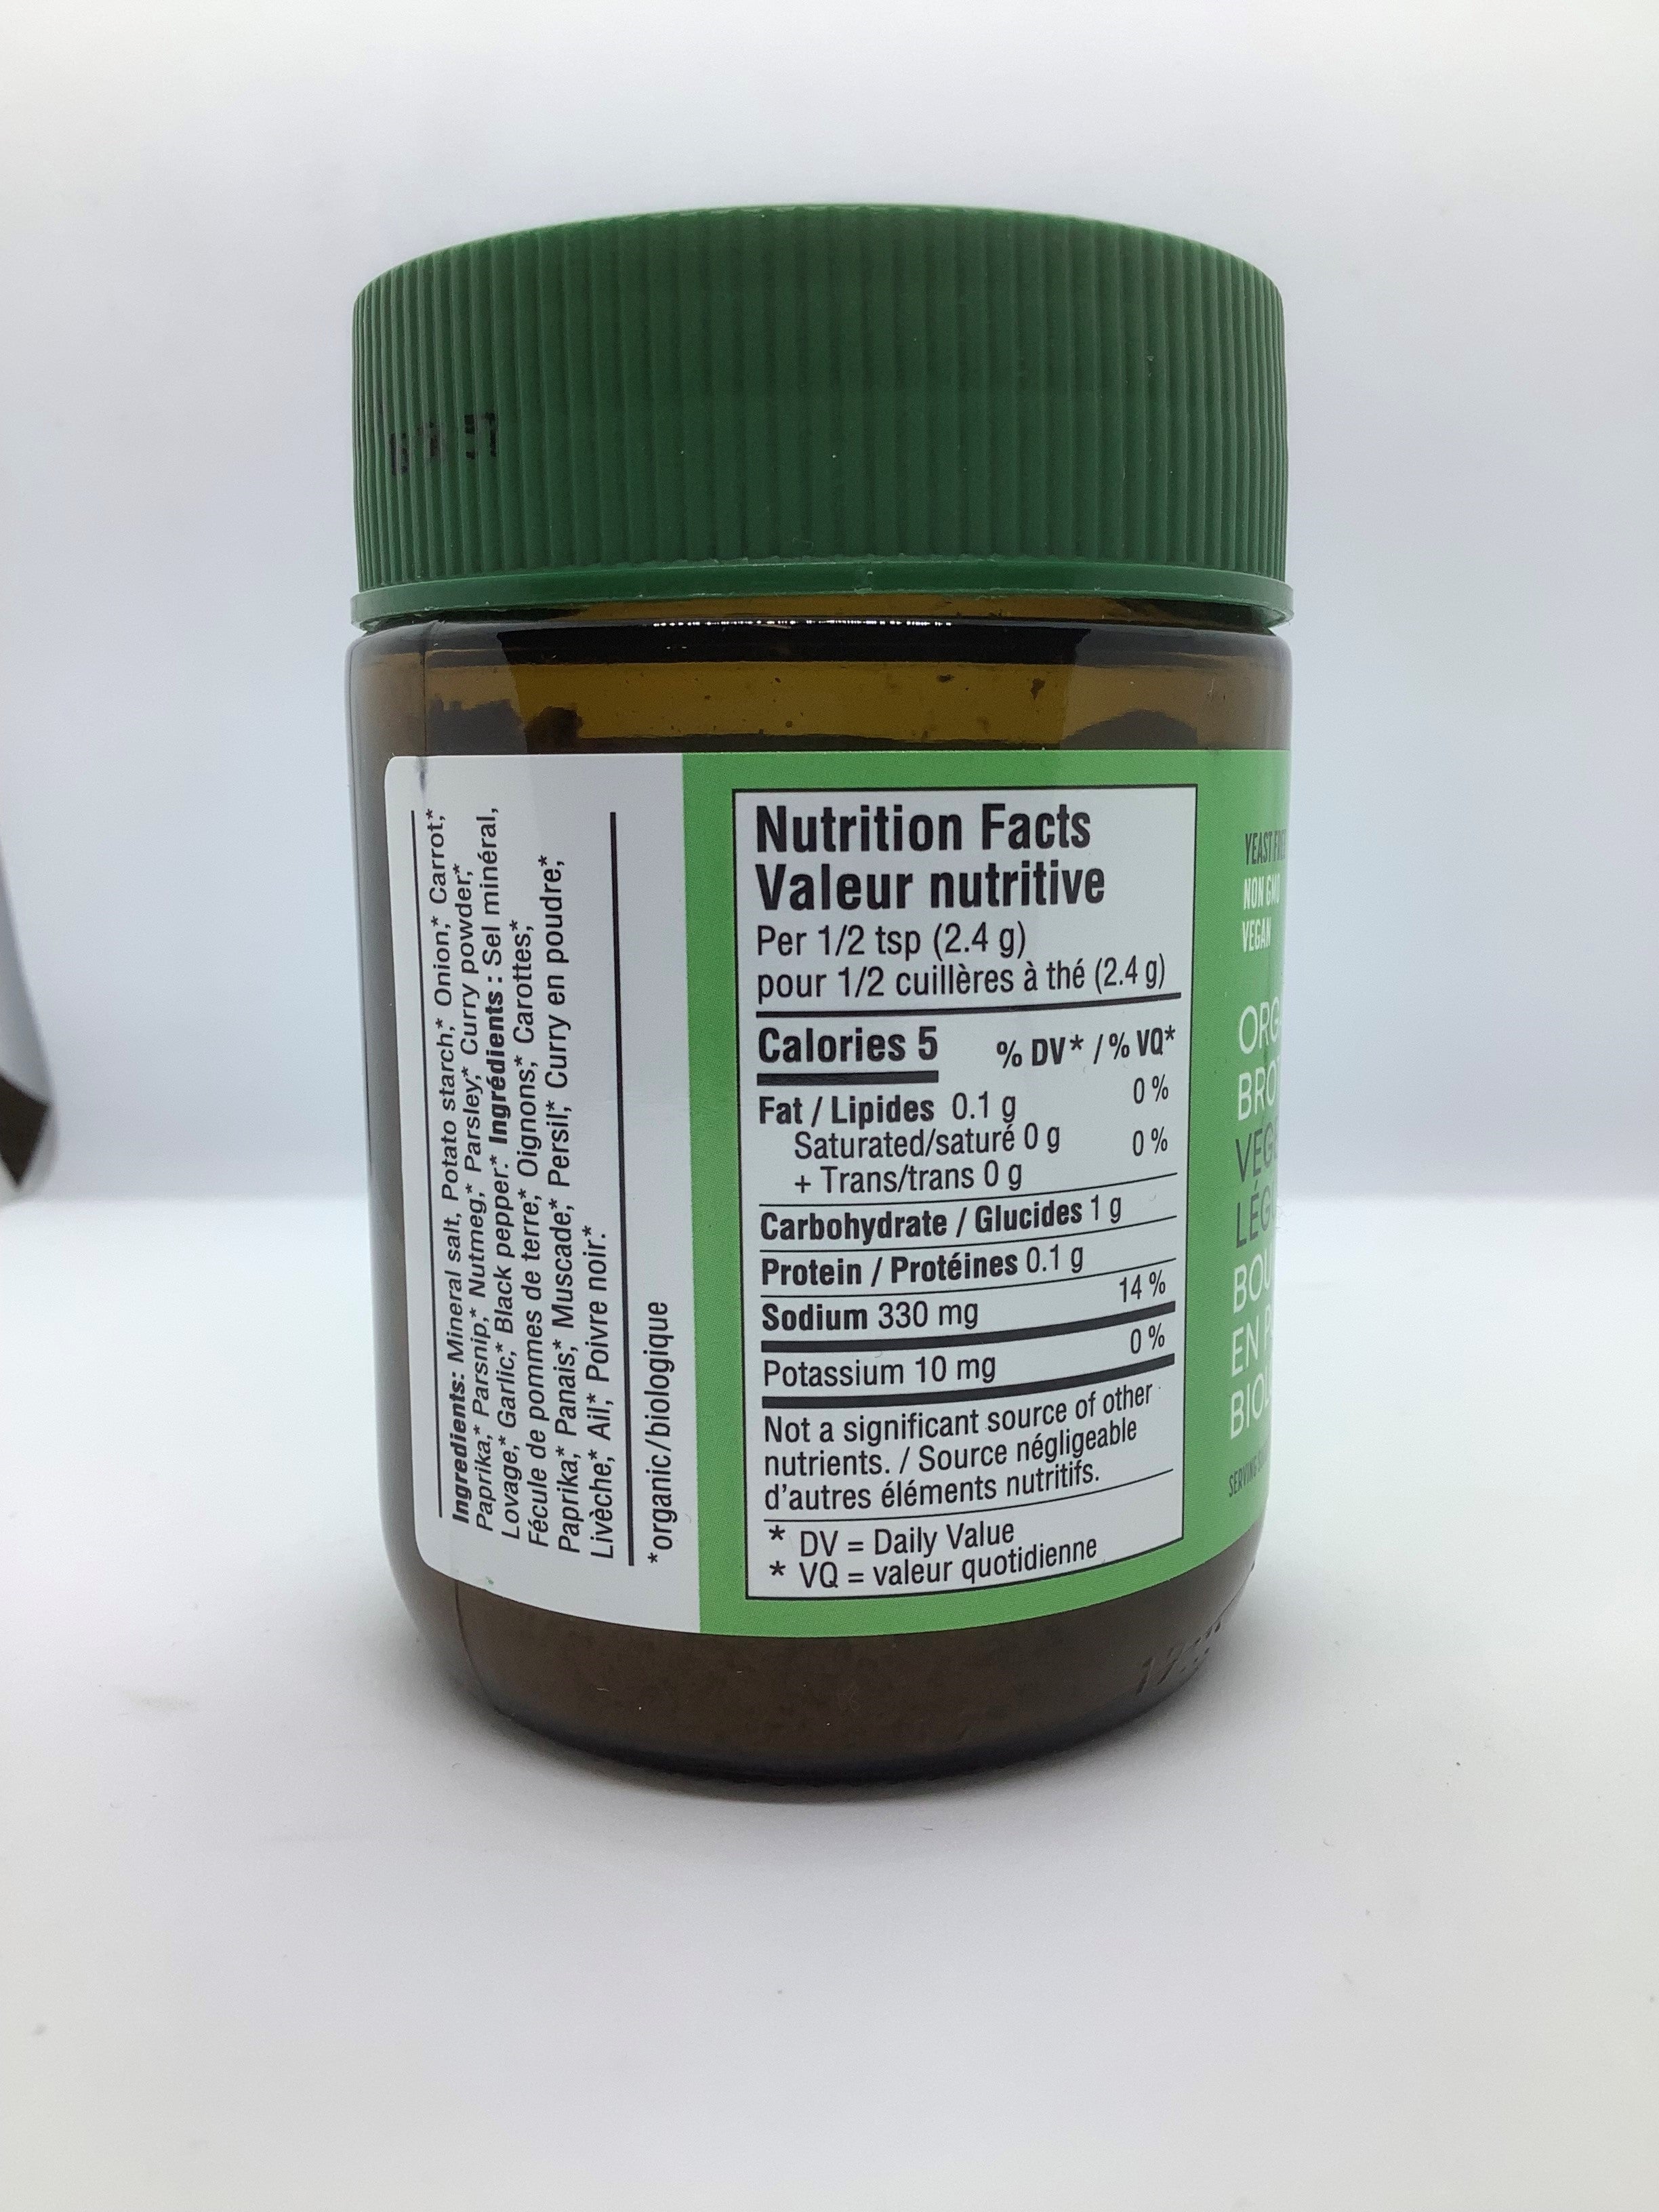 Ingredients: Mineral salt, Potato starch,* Onion,* Carrot,*
Paprika,* Parsnip,* Nutmeg,* Parsley,* Curry powder,*
Lovage,* Garlic,* Black pepper.* Ingrédients : Sel minéral,
Fécule de pommes de terre,* Oignons,* Carottes,*
Paprika,* Panais,* Muscade,* Persil,* Curry en poudre,*
Livèche,* Ail,* Poivre noir.*
*organic/biologique
Nutrition Facts
Valeur nutritive
Per 1/2 tsp (2.4 g)
pour 1/2 cuillères à thé (2.4 g)
Calories 5 % DV* / % VQ*
Fat / Lipides 0.1 g 0 %
Saturated/saturé 0 g 0 %
+ Trans/trans 0 g
Carbohydrate / Glucides 1 g
Protein / Protéines 0.1 g
Sodium 330 mg 14 %
Potassium 10 mg 0 %
Not a significant source of other
nutrients. / Source négligeable
d'autres éléments nutritifs.
* DV = Daily Value
* VQ = valeur quotidienne
YEAST FREE
NON GMO
VEGAN
EN